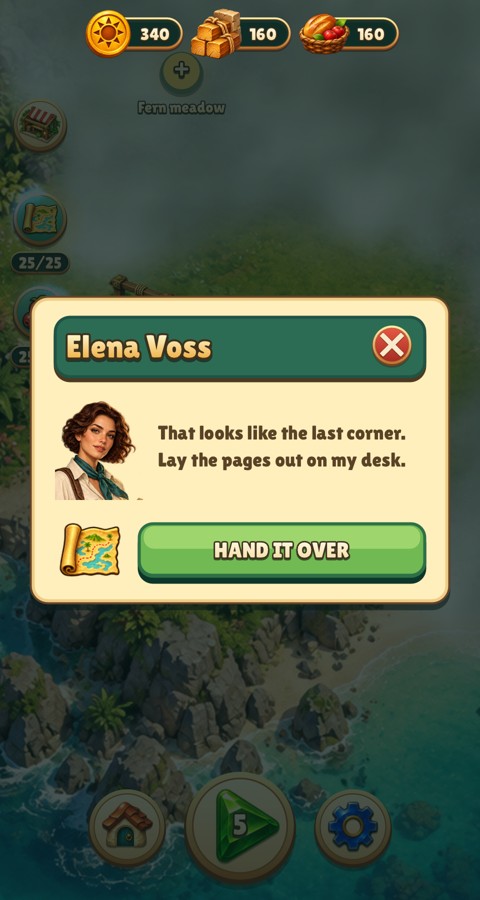 340
160
160
Fern meadow
25/25
Elena Voss
That looks like the last corner.
Lay the pages out on my desk.
HAND IT OVER
5